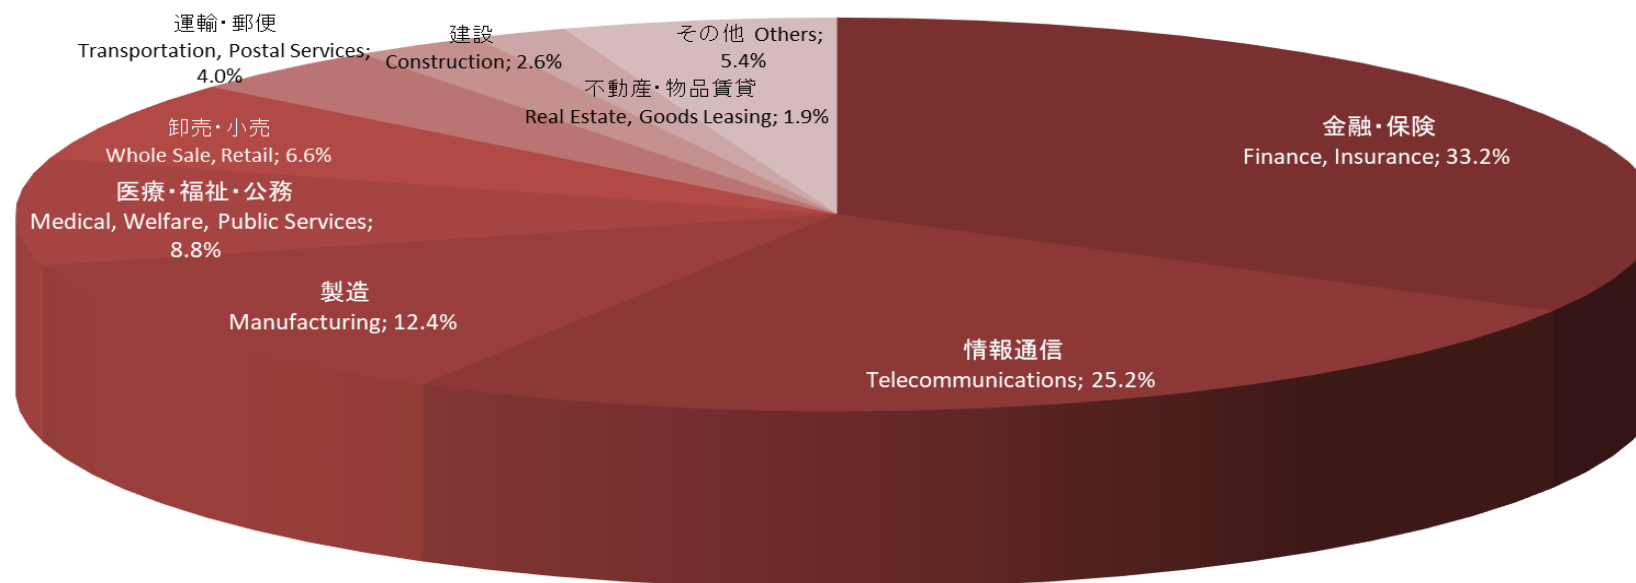 運輸・郵便
Transportation, Postal Services;
4.0%
建設
Construction; 2.6%
その他 Others;
5.4%
不動産・物品賃貸
Real Estate, Goods Leasing; 1.9%
金融・保険
Finance, Insurance; 33.2%
卸売・小売
Whole Sale, Retail; 6.6%
医療・福祉・公務
Medical, Welfare, Public Services;
8.8%
製造
Manufacturing; 12.4%
情報通信
Telecommunications; 25.2%